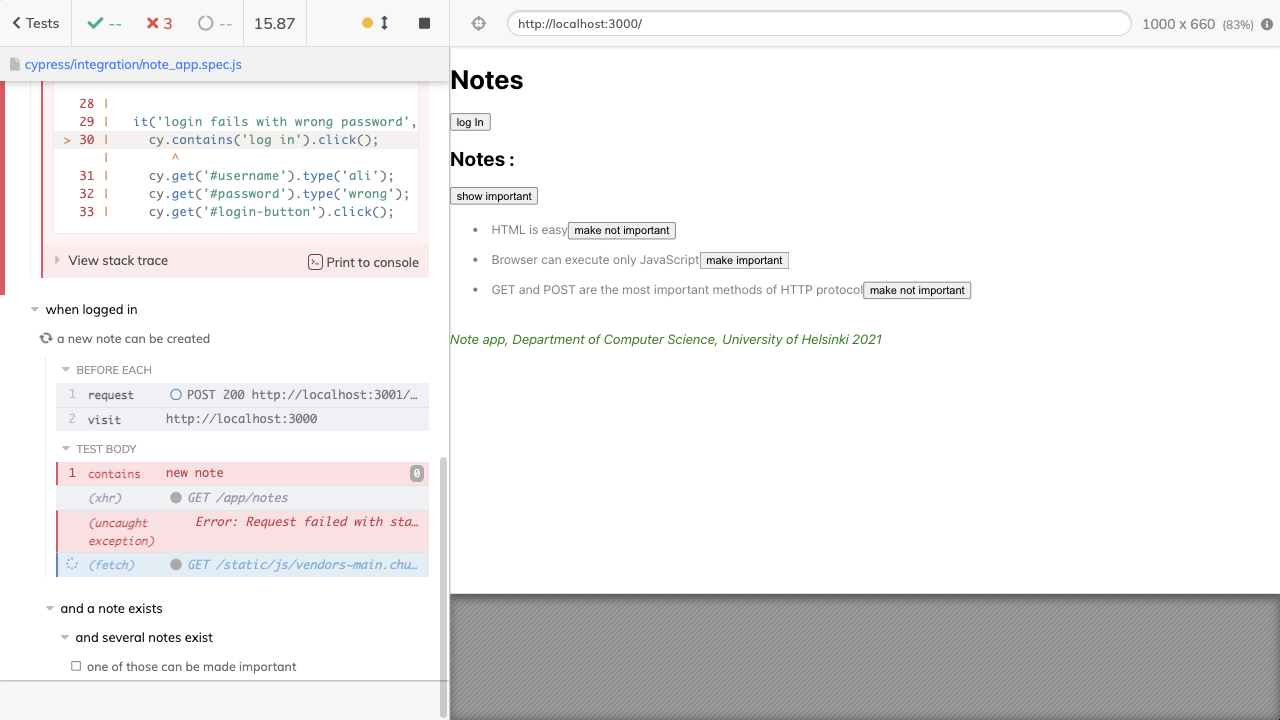 Tests
--
3
--
15.87
http://localhost:3000/
1000 x 660 (83%)
cypress/integration/note_app.spec.js
28 |
29 | it('login fails with wrong password',
> 30 | cy.contains('log in').click();
| ^
31 | cy.get('#username').type('ali');
32 | cy.get('#password').type('wrong');
33 | cy.get('#login-button').click();
View stack trace
Print to console
when logged in
a new note can be created
BEFORE EACH
1 request POST 200 http://localhost:3001/…
2 visit http://localhost:3000
TEST BODY
1 contains new note 0
(xhr) GET /app/notes
(uncaught exception) Error: Request failed with sta…
(fetch) GET /static/js/vendors~main.chu…
and a note exists
and several notes exist
one of those can be made important
Notes
log In
Notes :
show important
HTML is easy make not important
Browser can execute only JavaScript make important
GET and POST are the most important methods of HTTP protocol make not important
Note app, Department of Computer Science, University of Helsinki 2021